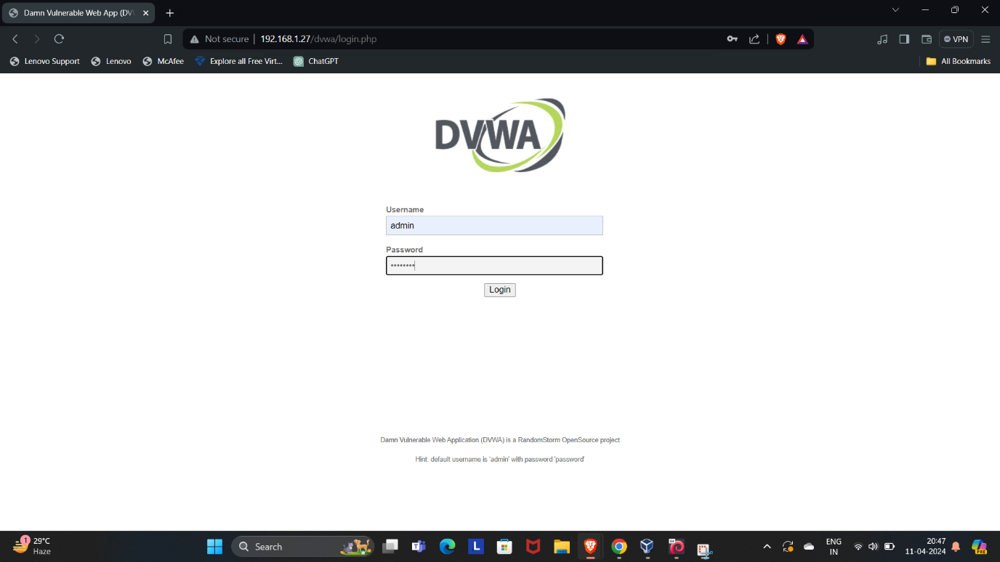 Damn Vulnerable Web App (DV
Not secure 192.168.1.27/dvwa/login.php
VPN
Lenovo Support Lenovo McAfee Explore all Free Virt... ChatGPT All Bookmarks
DVWA
Username
admin
Password
••••••••
Login
Damn Vulnerable Web Application (DVWA) is a RandomStorm OpenSource project
Hint: default username is 'admin' with password 'password'
1
29°C
Haze
Search
L
ENG
IN
20:47
11-04-2024
PRE